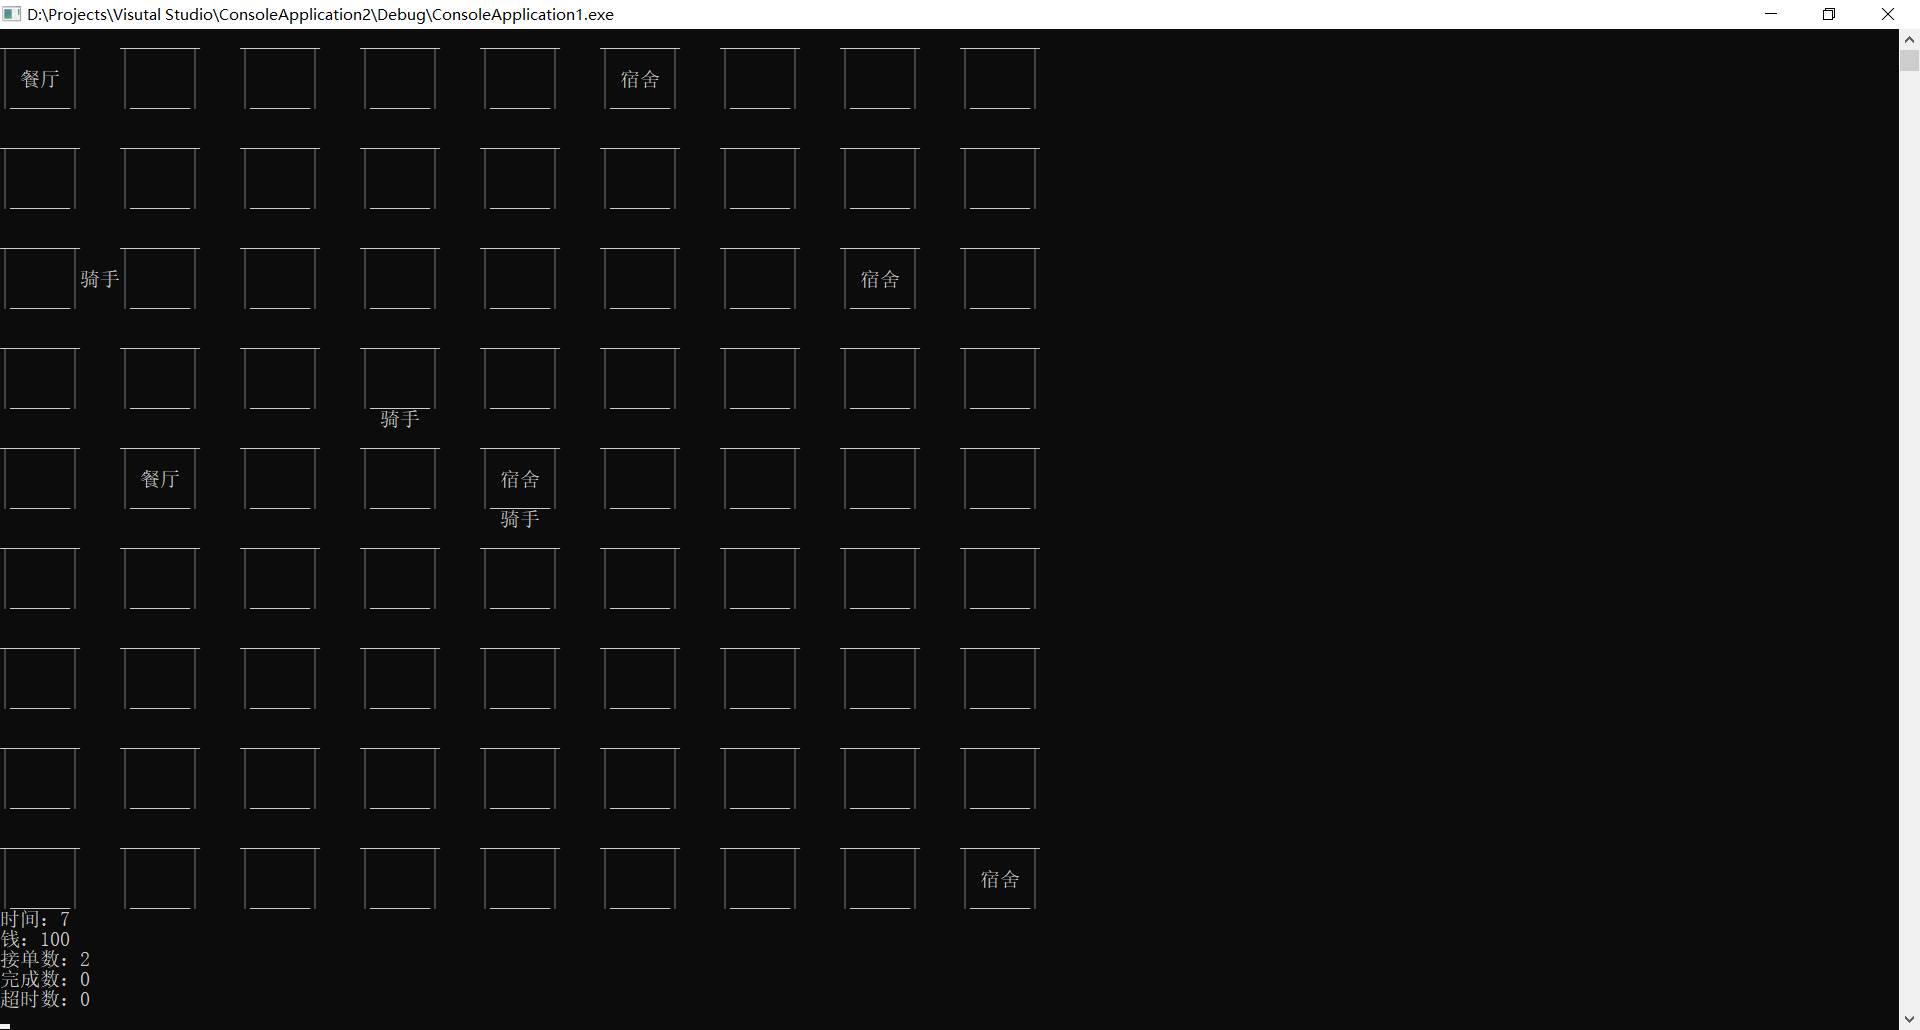 D:\Projects\Visutal Studio\ConsoleApplication2\Debug\ConsoleApplication1.exe
餐厅 宿舍
骑手 宿舍
骑手
餐厅 宿舍
骑手
宿舍
时间：7
钱：100
接单数：2
完成数：0
超时数：0